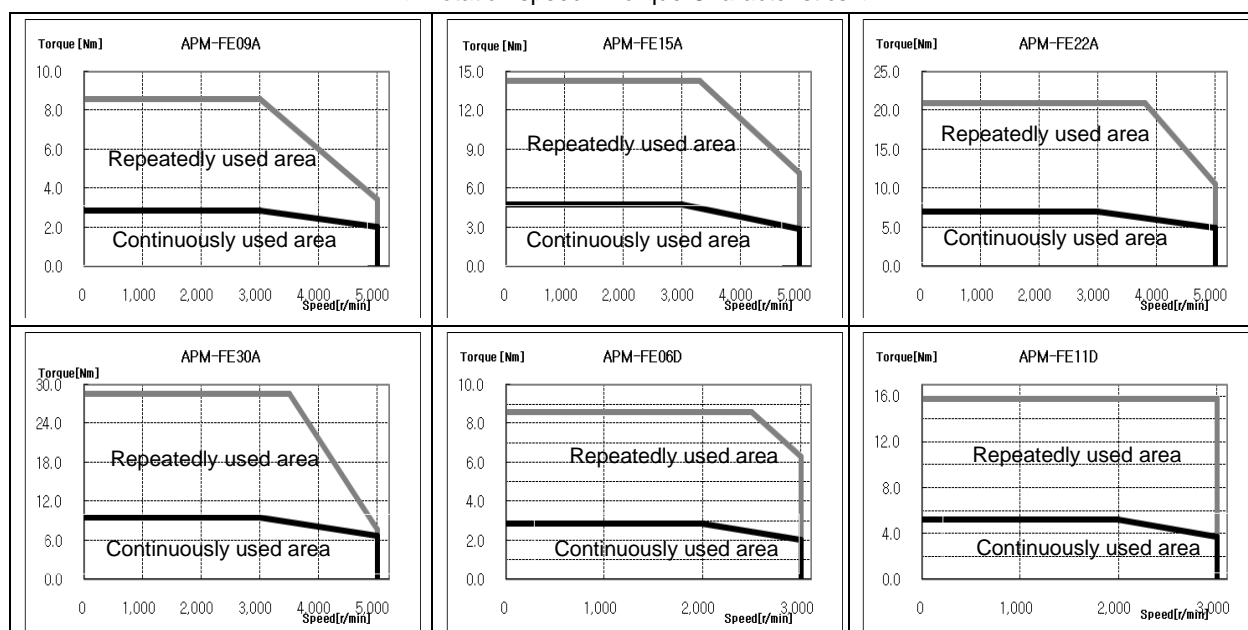 Torque [Nm] APM-FE09A
10.0
8.0
6.0
4.0
2.0
0.0
Repeatedly used area
Continuously used area
0 1,000 2,000 3,000 4,000 5,000
Speed[r/min]
Torque [Nm] APM-FE15A
15.0
12.0
9.0
6.0
3.0
0.0
Repeatedly used area
Continuously used area
0 1,000 2,000 3,000 4,000 5,000
Speed[r/min]
Torque[Nm] APM-FE22A
25.0
20.0
15.0
10.0
5.0
0.0
Repeatedly used area
Continuously used area
0 1,000 2,000 3,000 4,000 5,000
Speed[r/min]
APM-FE30A
Torque[Nm]
30.0
24.0
18.0
12.0
6.0
0.0
Repeatedly used area
Continuously used area
0 1,000 2,000 3,000 4,000 5,000
Speed[r/min]
Torque [Nm] APM-FE06D
10.0
8.0
6.0
4.0
2.0
0.0
Repeatedly used area
Continuously used area
0 1,000 2,000 3,000
Speed[r/min]
Torque[Nm] APM-FE11D
16.0
12.0
8.0
4.0
0.0
Repeatedly used area
Continuously used area
0 1,000 2,000 3,000
Speed[r/min]